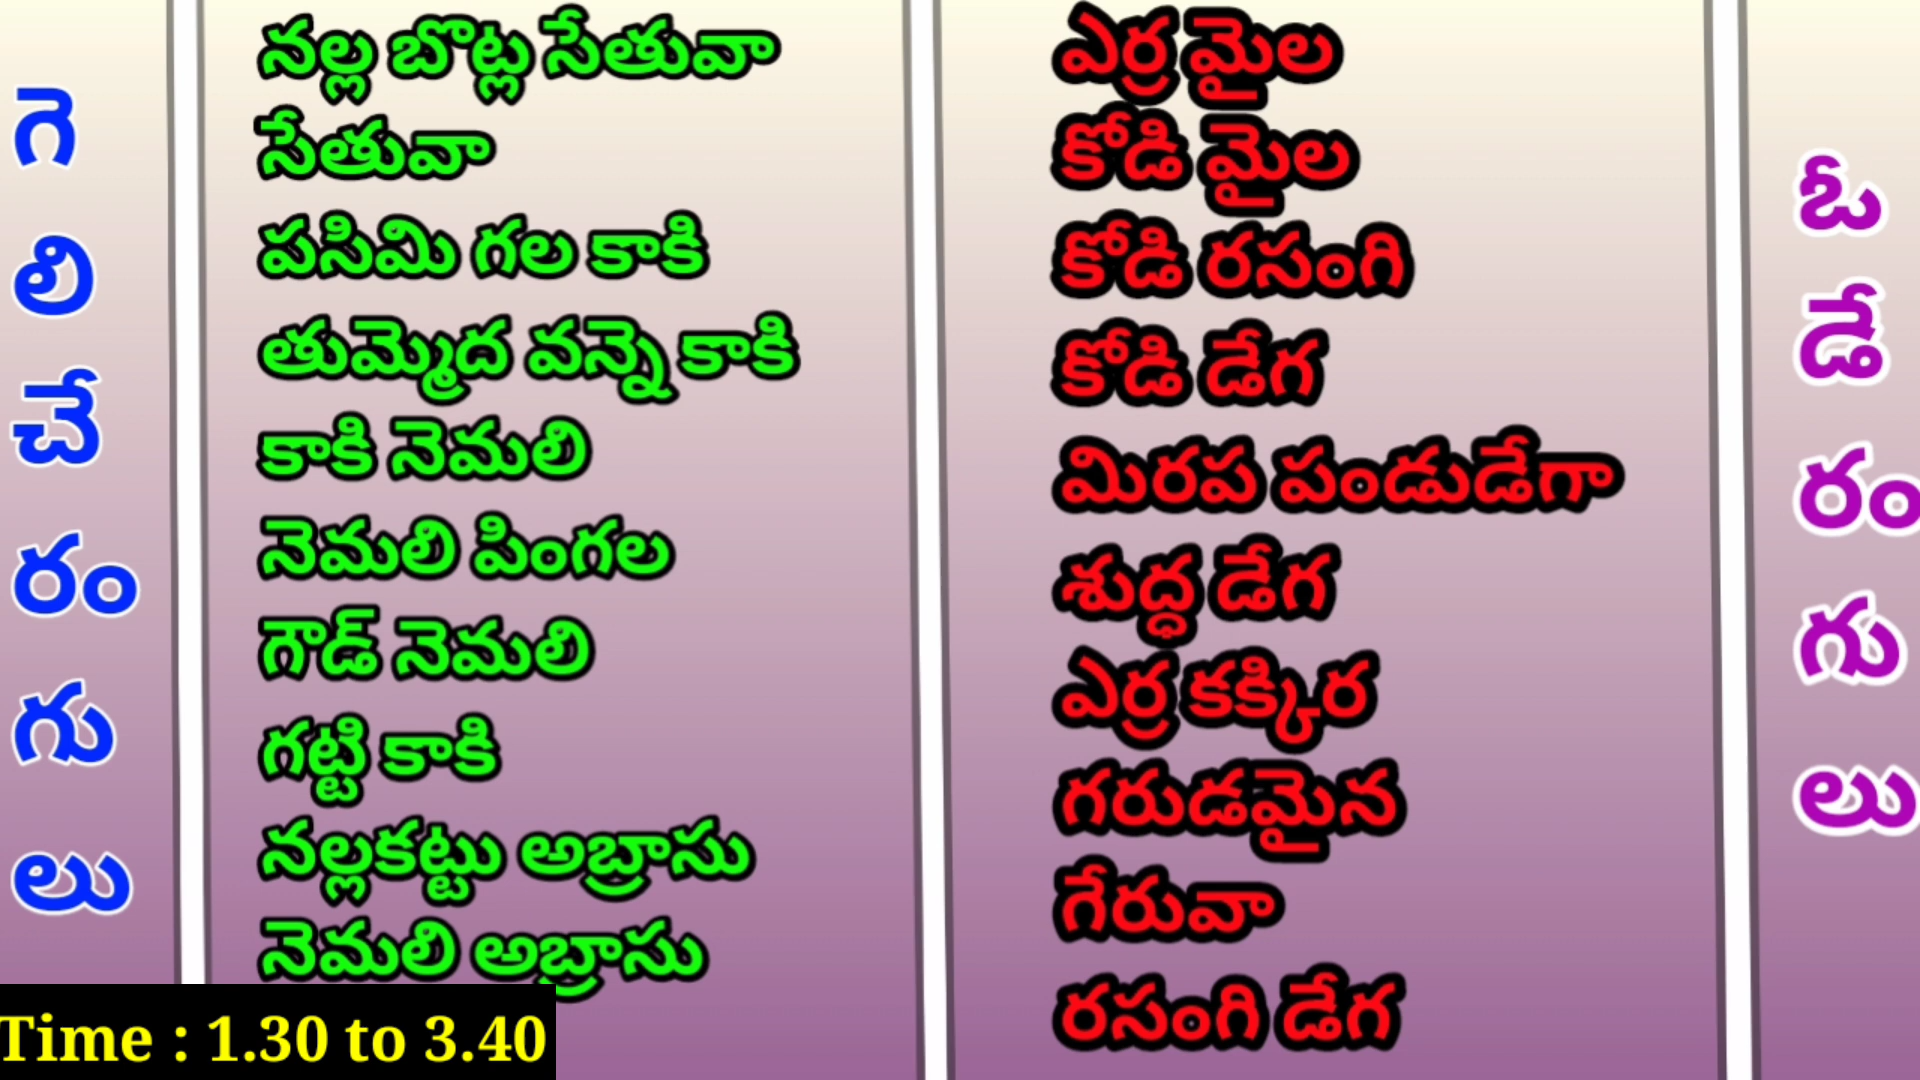 గె
లి
చే
రం
గు
లు
నల్ల బొట్ల సేతువా
సేతువా
పసిమి గల కాకి
తుమ్మెద వన్నె కాకి
కాకి నెమలి
నెమలి పింగల
గౌడ్ నెమలి
గట్టి కాకి
నల్లకట్టు అబ్రాసు
నెమలి అబ్రాసు
ఎర్ర మైల
కోడి మైల
కోడి రసంగి
కోడి డేగ
మిరప పండుడేగా
శుద్ధ డేగ
ఎర్ర కక్కిర
గరుడమైన
గేరువా
రసంగి డేగ
ఓ
డే
రం
గు
లు
Time : 1.30 to 3.40